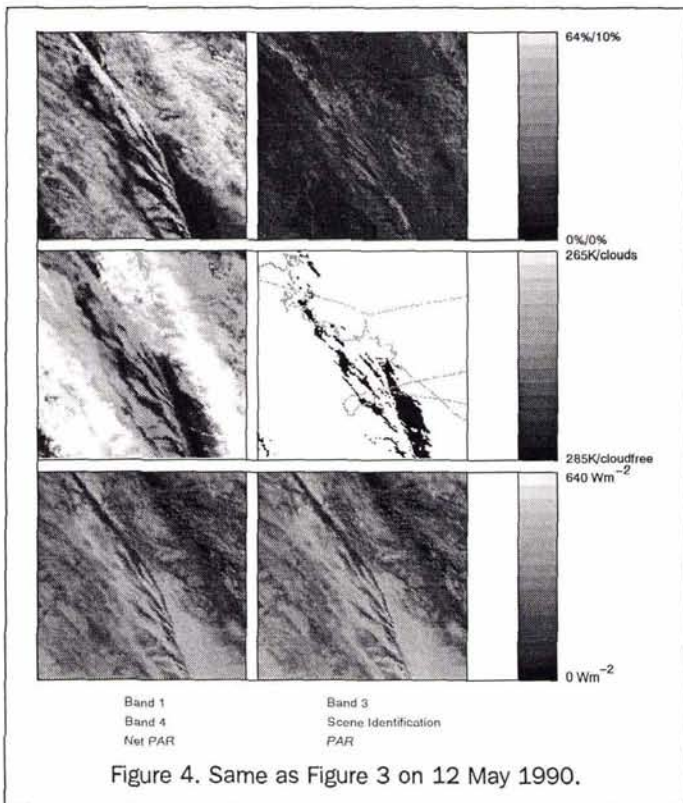 64%/10%
0%/0%
265K/clouds
285K/cloudfree
640 Wm⁻²
0 Wm⁻²
Band 1 Band 3
Band 4 Scene Identification
Net PAR PAR
Figure 4. Same as Figure 3 on 12 May 1990.